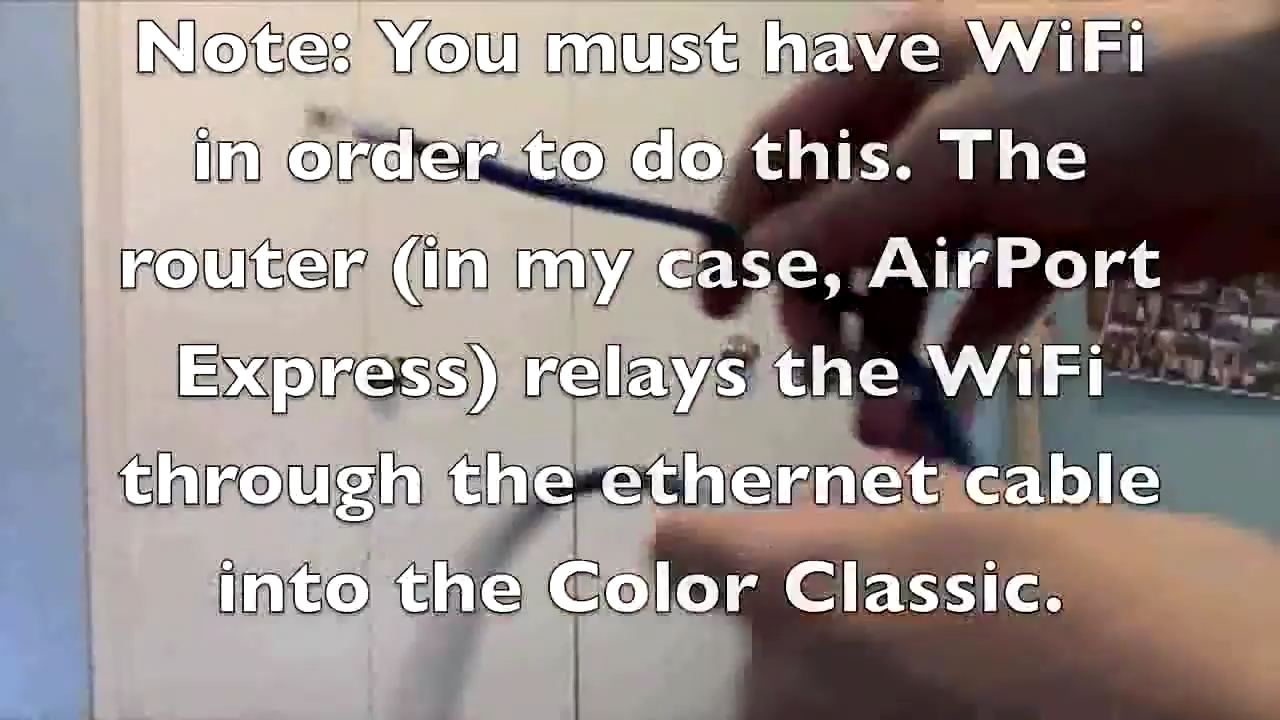 Note: You must have WiFi
in order to do this. The
router (in my case, AirPort
Express) relays the WiFi
through the ethernet cable
into the Color Classic.